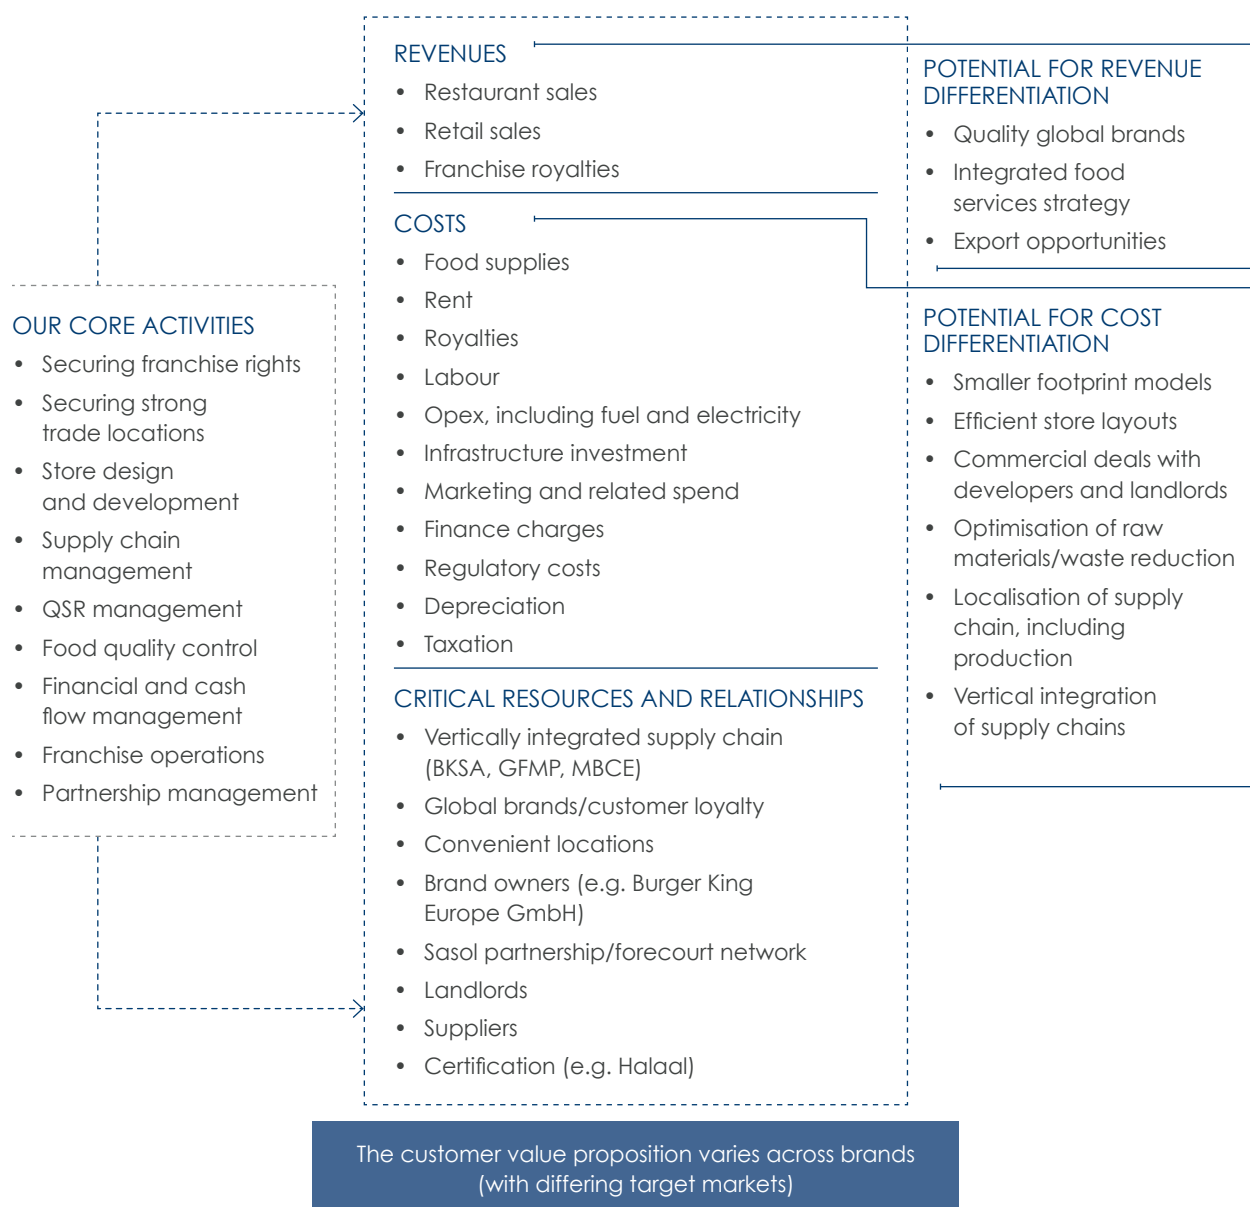 OUR CORE ACTIVITIES
• Securing franchise rights
• Securing strong
trade locations
• Store design
and development
• Supply chain
management
• QSR management
• Food quality control
• Financial and cash
flow management
• Franchise operations
• Partnership management
REVENUES
• Restaurant sales
• Retail sales
• Franchise royalties
COSTS
• Food supplies
• Rent
• Royalties
• Labour
• Opex, including fuel and electricity
• Infrastructure investment
• Marketing and related spend
• Finance charges
• Regulatory costs
• Depreciation
• Taxation
CRITICAL RESOURCES AND RELATIONSHIPS
• Vertically integrated supply chain
(BKSA, GFMP, MBCE)
• Global brands/customer loyalty
• Convenient locations
• Brand owners (e.g. Burger King
Europe GmbH)
• Sasol partnership/forecourt network
• Landlords
• Suppliers
• Certification (e.g. Halaal)
POTENTIAL FOR REVENUE
DIFFERENTIATION
• Quality global brands
• Integrated food
services strategy
• Export opportunities
POTENTIAL FOR COST
DIFFERENTIATION
• Smaller footprint models
• Efficient store layouts
• Commercial deals with
developers and landlords
• Optimisation of raw
materials/waste reduction
• Localisation of supply
chain, including
production
• Vertical integration
of supply chains
The customer value proposition varies across brands
(with differing target markets)